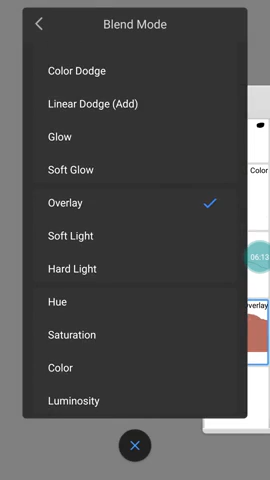 Blend Mode
Color Dodge
Linear Dodge (Add)
Glow
Soft Glow
Color
Overlay
Soft Light
Hard Light
06:13
Hue
verlay
Saturation
Color
Luminosity